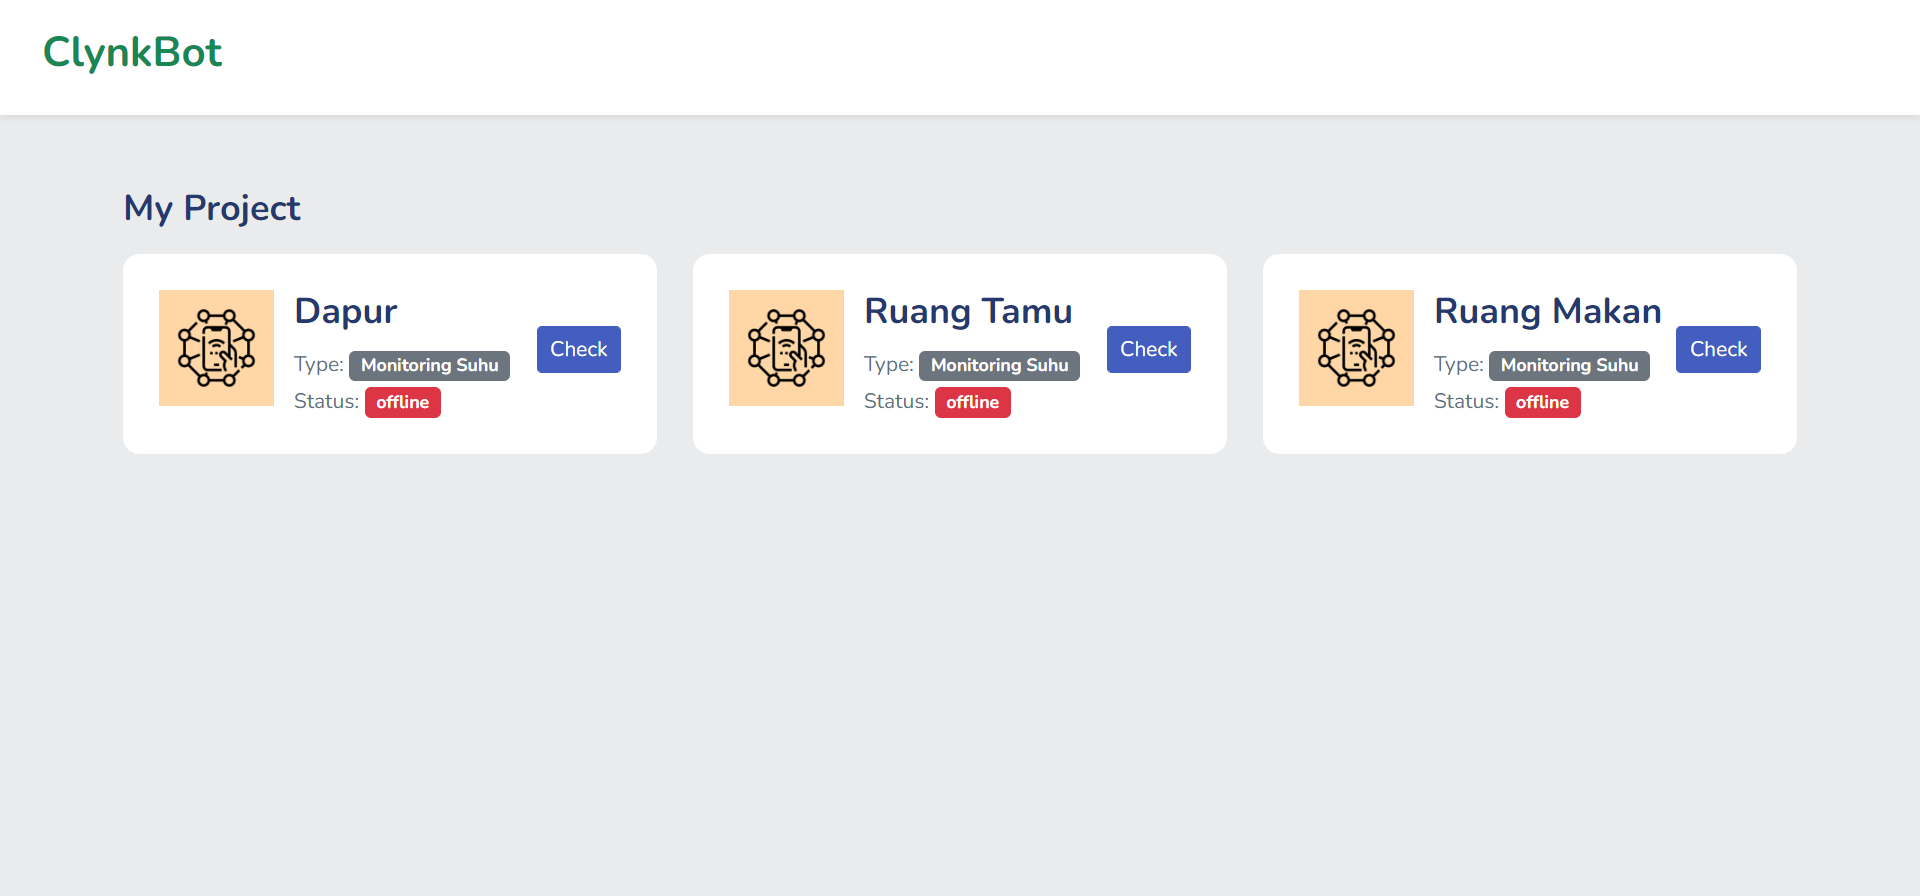 ClynkBot
My Project
Dapur
Type: Monitoring Suhu
Status: offline
Check
Ruang Tamu
Type: Monitoring Suhu
Status: offline
Check
Ruang Makan
Type: Monitoring Suhu
Status: offline
Check